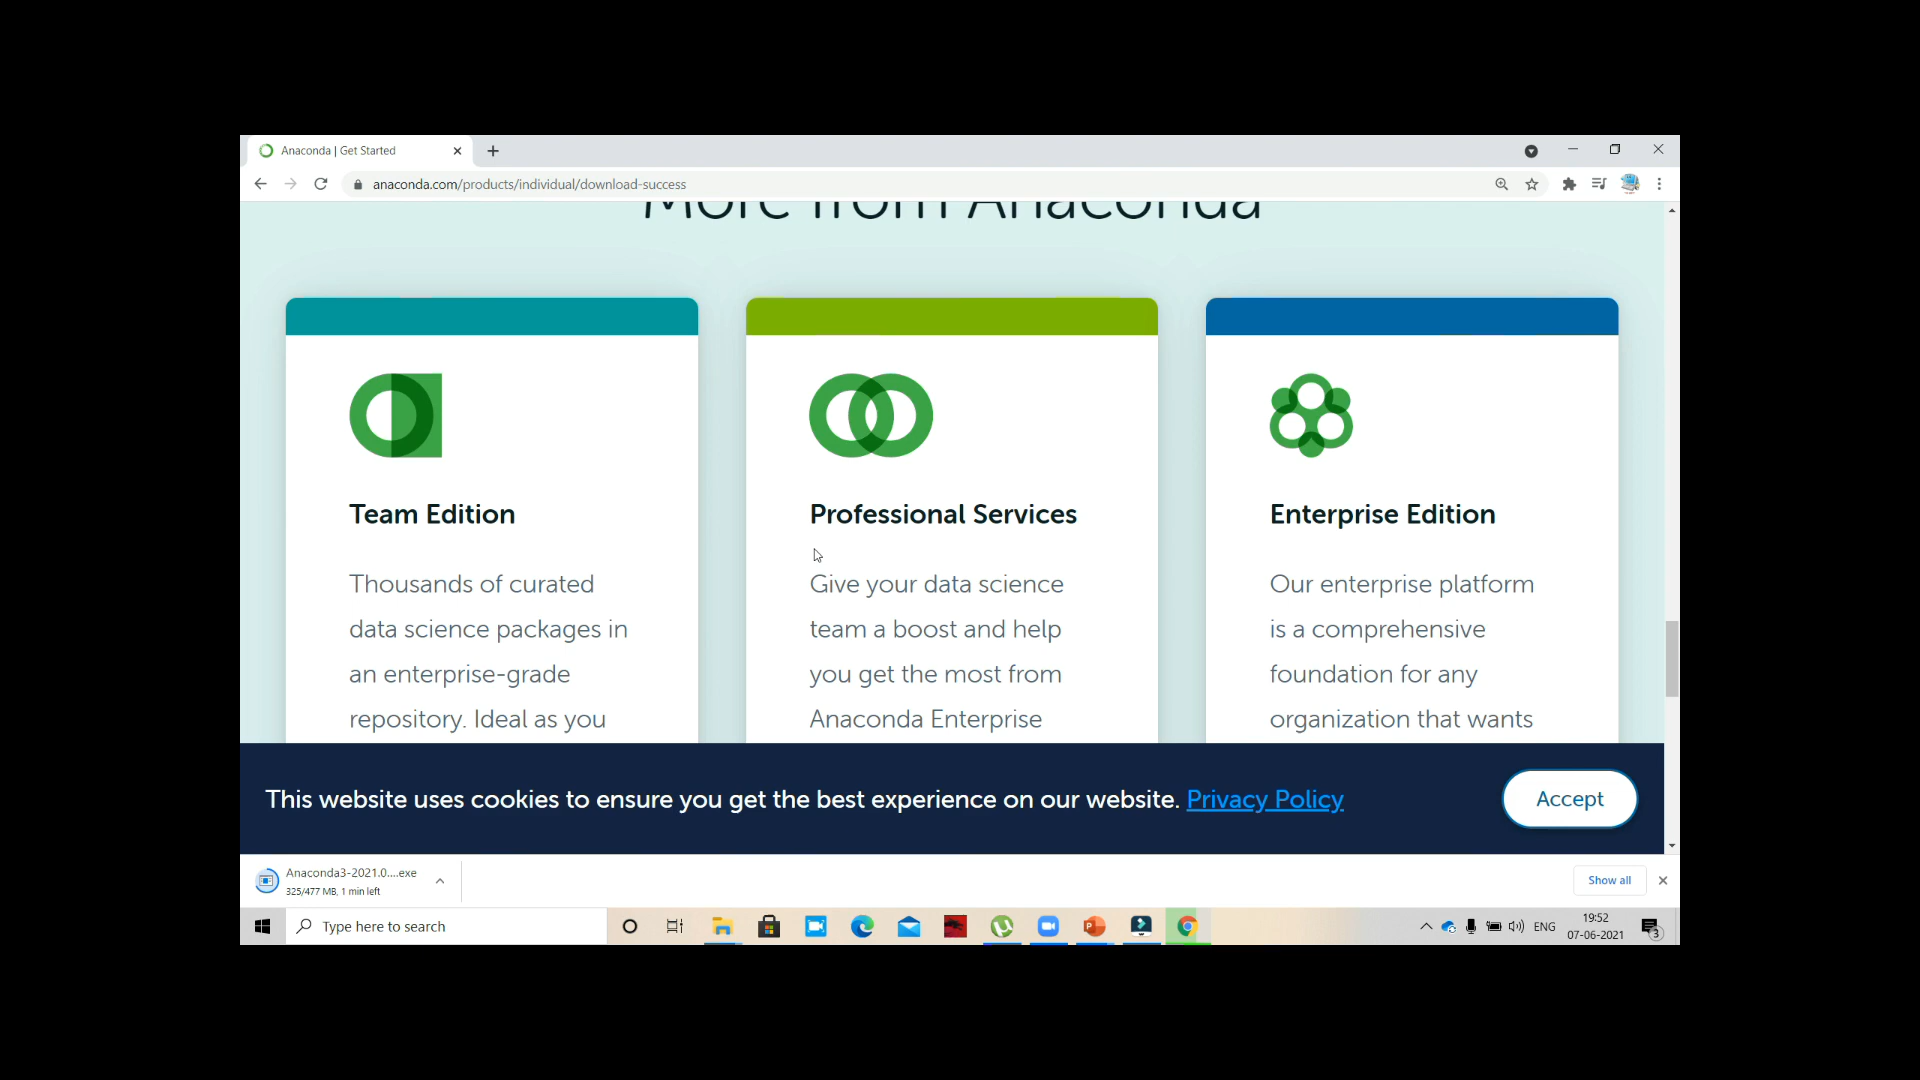 Anaconda | Get Started
anaconda.com/products/individual/download-success
More from Anaconda
Team Edition
Thousands of curated
data science packages in
an enterprise-grade
repository. Ideal as you
Professional Services
Give your data science
team a boost and help
you get the most from
Anaconda Enterprise
Enterprise Edition
Our enterprise platform
is a comprehensive
foundation for any
organization that wants
This website uses cookies to ensure you get the best experience on our website. Privacy Policy
Accept
Anaconda3-2021.0....exe
325/477 MB, 1 min left
Show all
Type here to search
ENG
19:52
07-06-2021
3